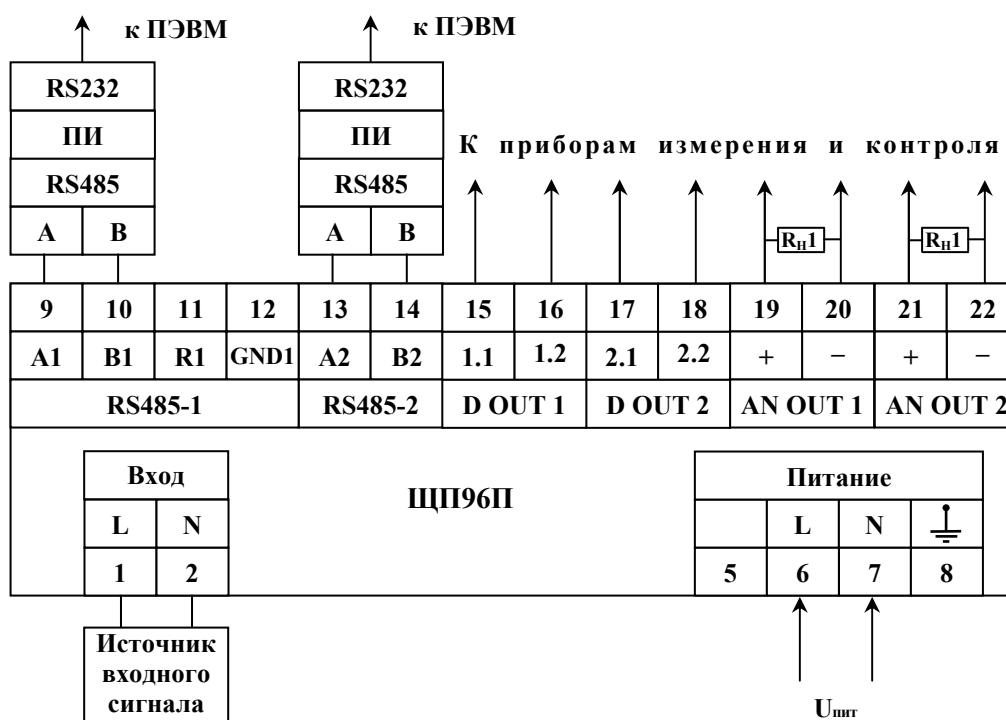 к ПЭВМ к ПЭВМ
RS232 RS232
ПИ ПИ
К приборам измерения и контроля
RS485 RS485
A B A B
R_Н1 R_Н1
9 10 11 12 13 14 15 16 17 18 19 20 21 22
A1 B1 R1 GND1 A2 B2 1.1 1.2 2.1 2.2 + − + −
RS485-1 RS485-2 D OUT 1 D OUT 2 AN OUT 1 AN OUT 2
Вход ЩП96П Питание
L N L N
1 2 5 6 7 8
Источник
входного
сигнала
Uпит